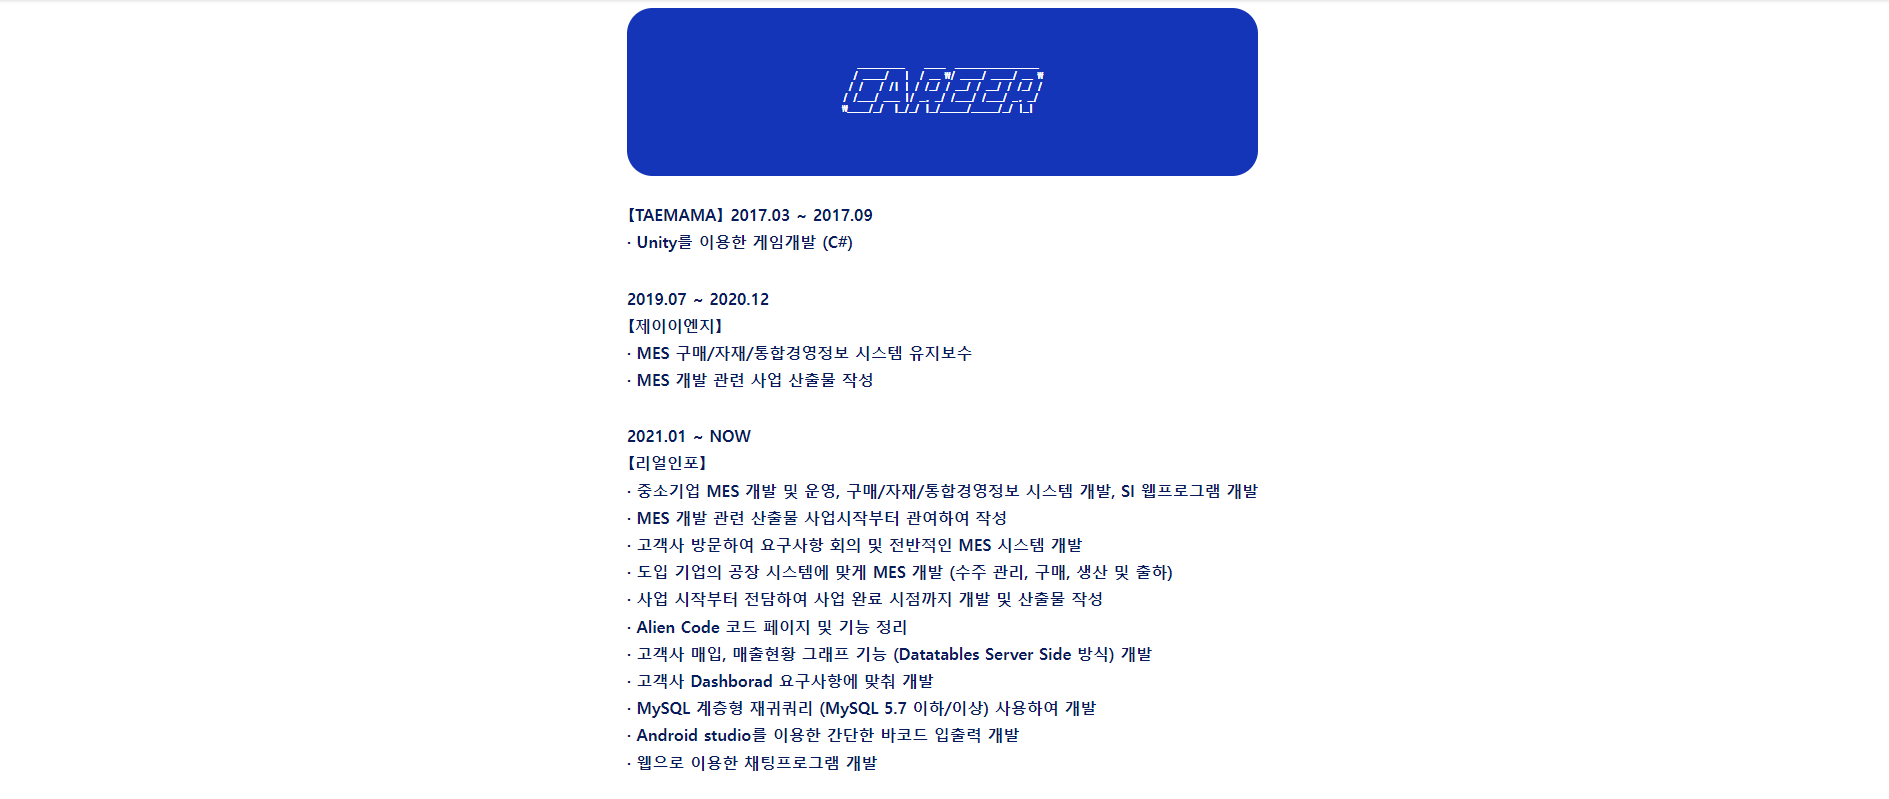 CAREER
【TAEMAMA】 2017.03 ~ 2017.09
· Unity를 이용한 게임개발 (C#)
2019.07 ~ 2020.12
【제이이엔지】
· MES 구매/자재/통합경영정보 시스템 유지보수
· MES 개발 관련 사업 산출물 작성
2021.01 ~ NOW
【리얼인포】
· 중소기업 MES 개발 및 운영, 구매/자재/통합경영정보 시스템 개발, SI 웹프로그램 개발
· MES 개발 관련 산출물 사업시작부터 관여하여 작성
· 고객사 방문하여 요구사항 회의 및 전반적인 MES 시스템 개발
· 도입 기업의 공장 시스템에 맞게 MES 개발 (수주 관리, 구매, 생산 및 출하)
· 사업 시작부터 전담하여 사업 완료 시점까지 개발 및 산출물 작성
· Alien Code 코드 페이지 및 기능 정리
· 고객사 매입, 매출현황 그래프 기능 (Datatables Server Side 방식) 개발
· 고객사 Dashborad 요구사항에 맞춰 개발
· MySQL 계층형 재귀쿼리 (MySQL 5.7 이하/이상) 사용하여 개발
· Android studio를 이용한 간단한 바코드 입출력 개발
· 웹으로 이용한 채팅프로그램 개발